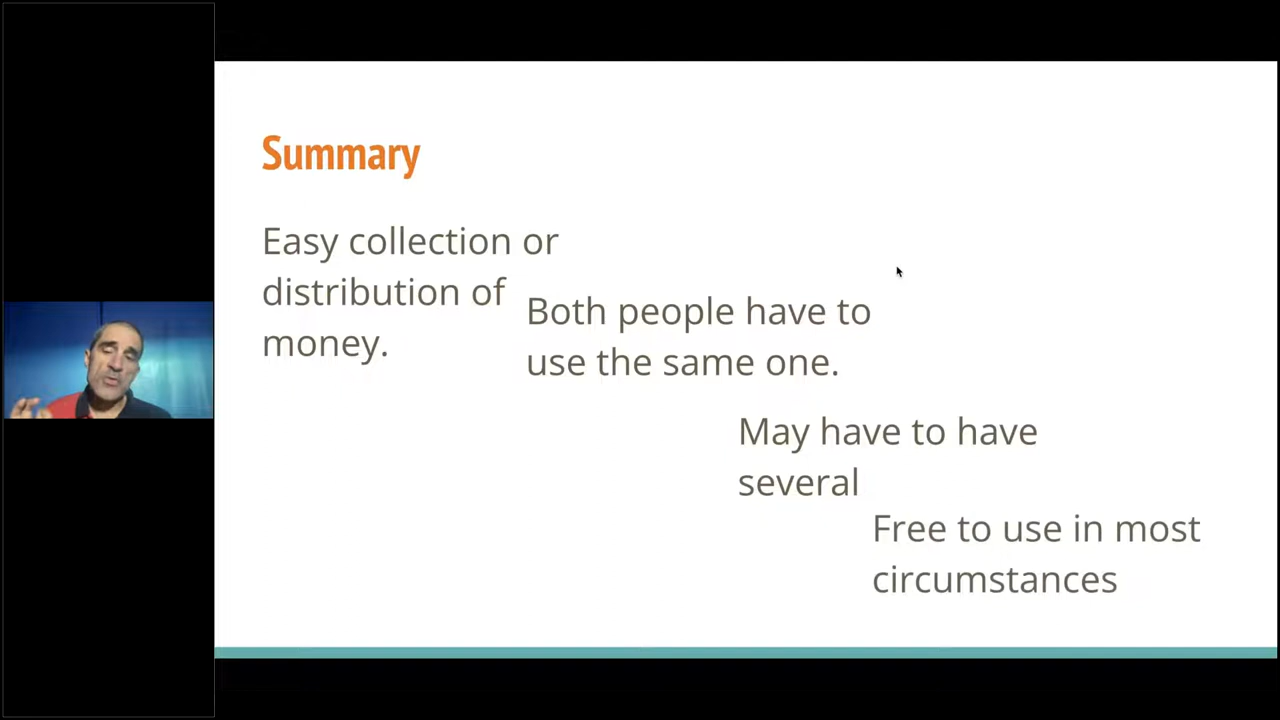 Summary
Easy collection or
distribution of
money.
Both people have to
use the same one.
May have to have
several
Free to use in most
circumstances